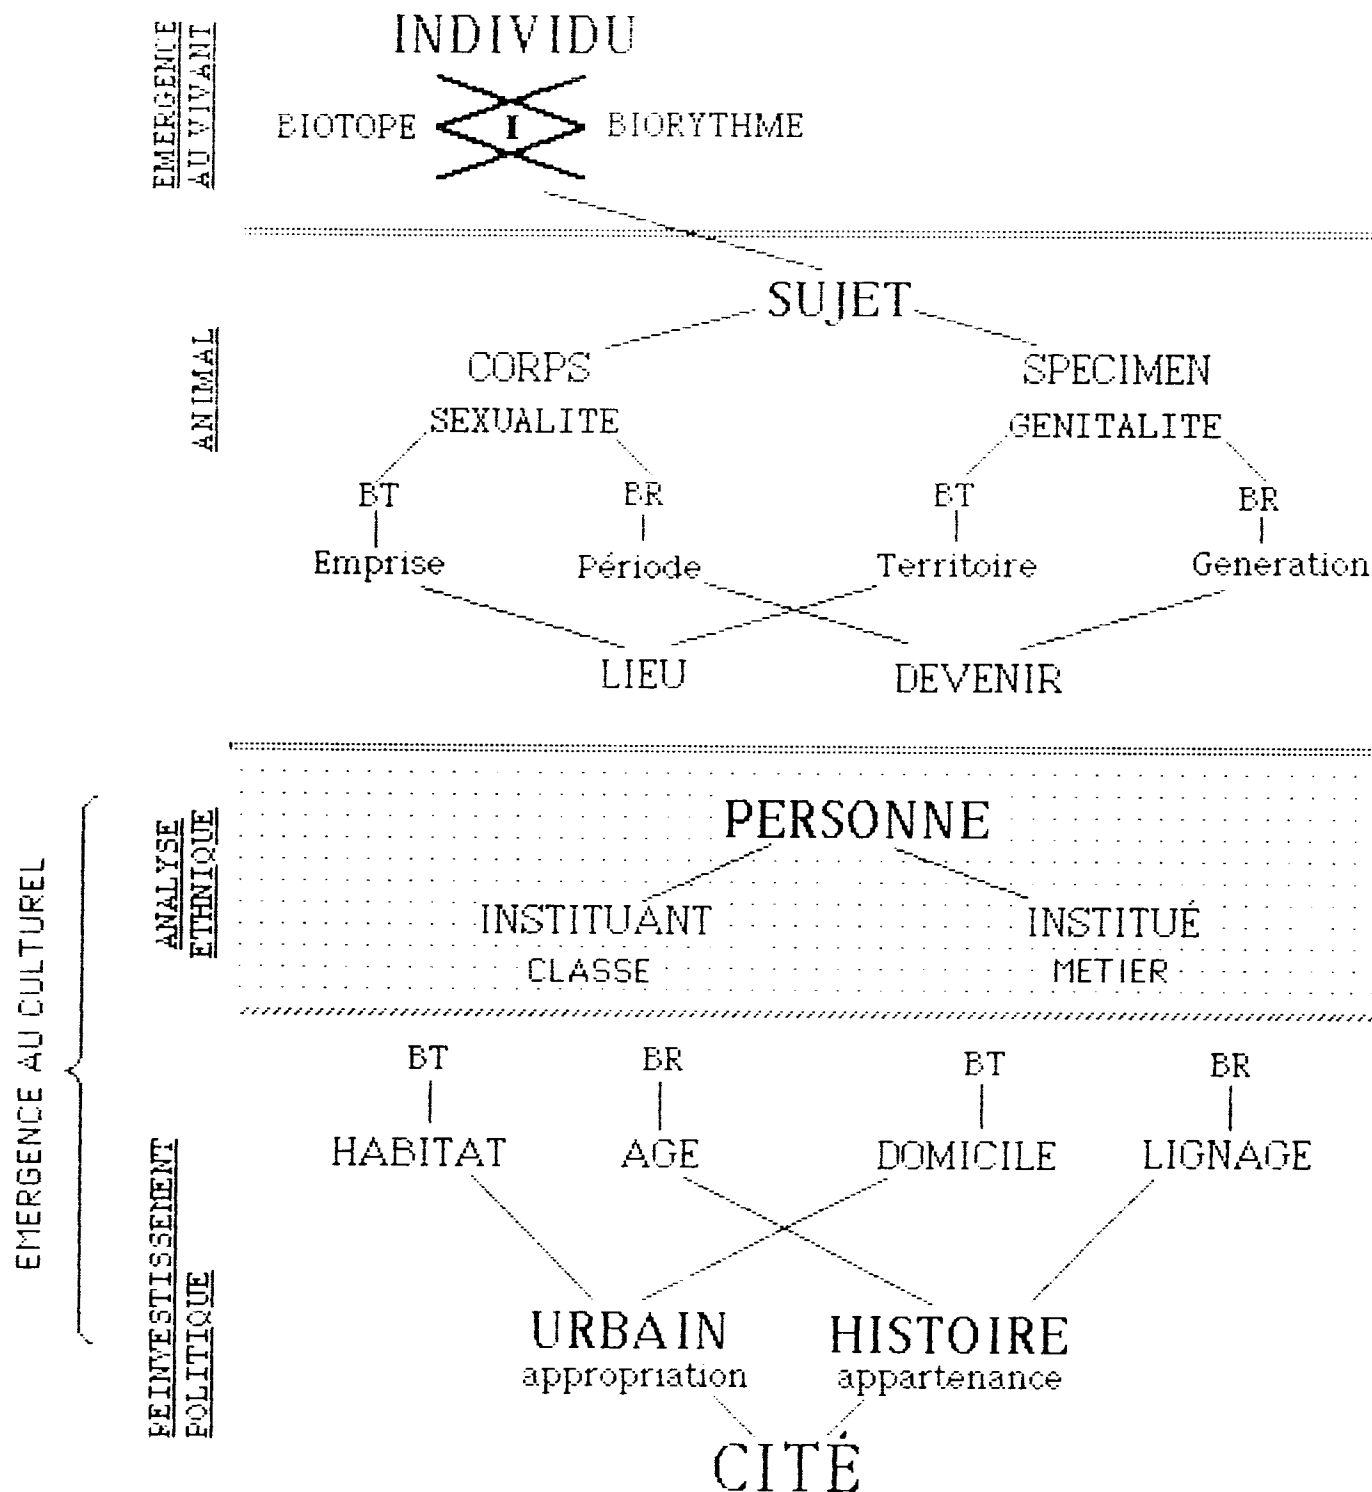 EMERGENCE
AU VIVANT
INDIVIDU
BIOTOPE I BIORYTHME
ANIMAL
SUJET
CORPS SPECIMEN
SEXUALITE GENITALITE
BT BR BT BR
Emprise Période Territoire Generation
LIEU DEVENIR
EMERGENCE AU CULTUREL
ANALYSE
ETHNIQUE
PERSONNE
INSTITUANT INSTITUÉ
CLASSE METIER
REINVESTISSEMENT
POLITIQUE
BT BR BT BR
HABITAT AGE DOMICILE LIGNAGE
URBAIN HISTOIRE
appropriation appartenance
CITÉ